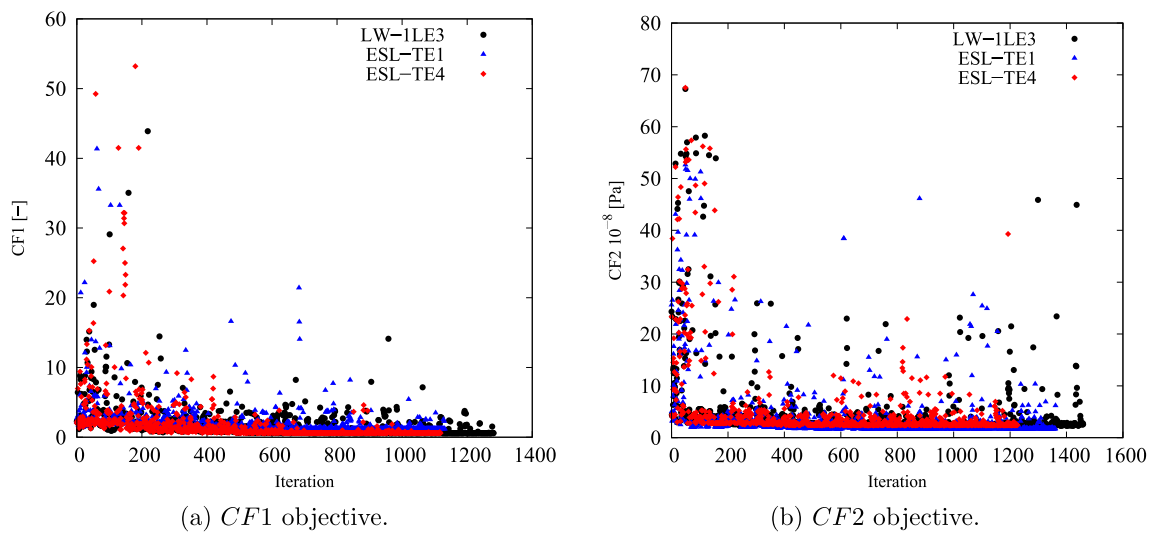 60
50
40
30
20
10
0
0 200 400 600 800 1000 1200 1400
CF1 [−]
Iteration
LW−1LE3
ESL−TE1
ESL−TE4
(a) CF1 objective.
80
70
60
50
40
30
20
10
0
0 200 400 600 800 1000 1200 1400 1600
CF2 10⁻⁸ [Pa]
Iteration
LW−1LE3
ESL−TE1
ESL−TE4
(b) CF2 objective.